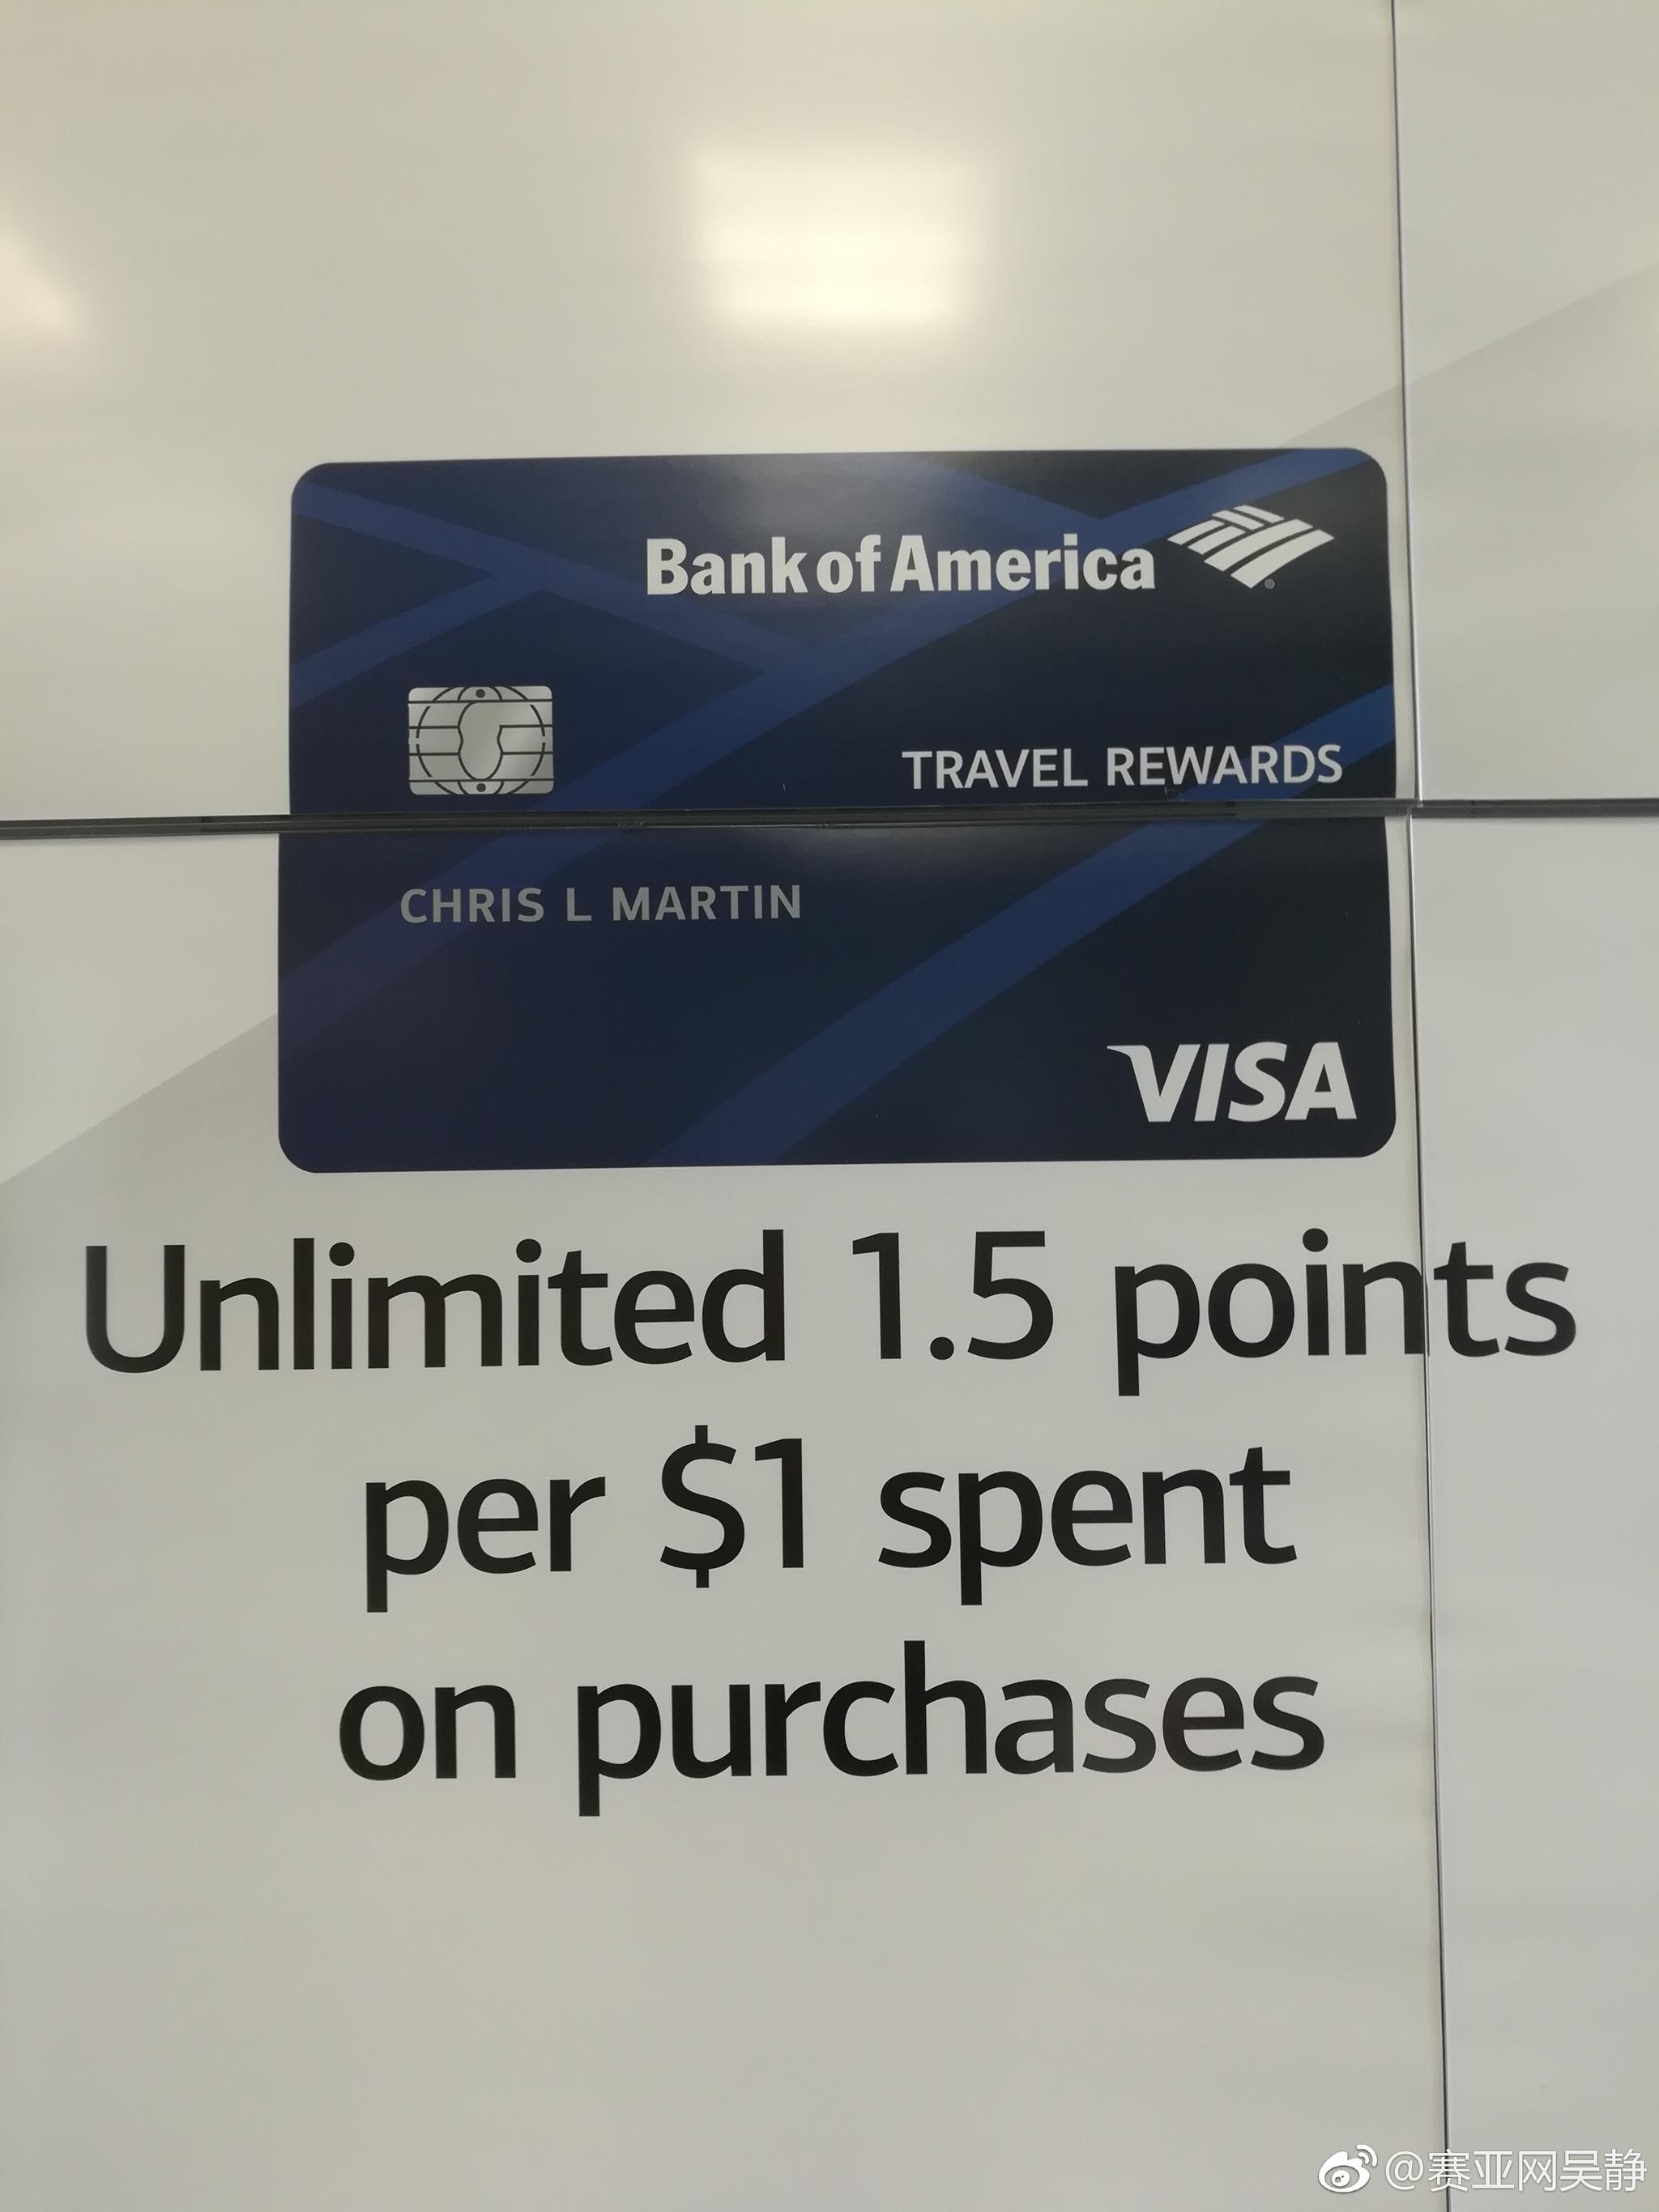 Bank of America
TRAVEL REWARDS
CHRIS L MARTIN
VISA
Unlimited 1.5 points
per $1 spent
on purchases
@赛亚网吴静